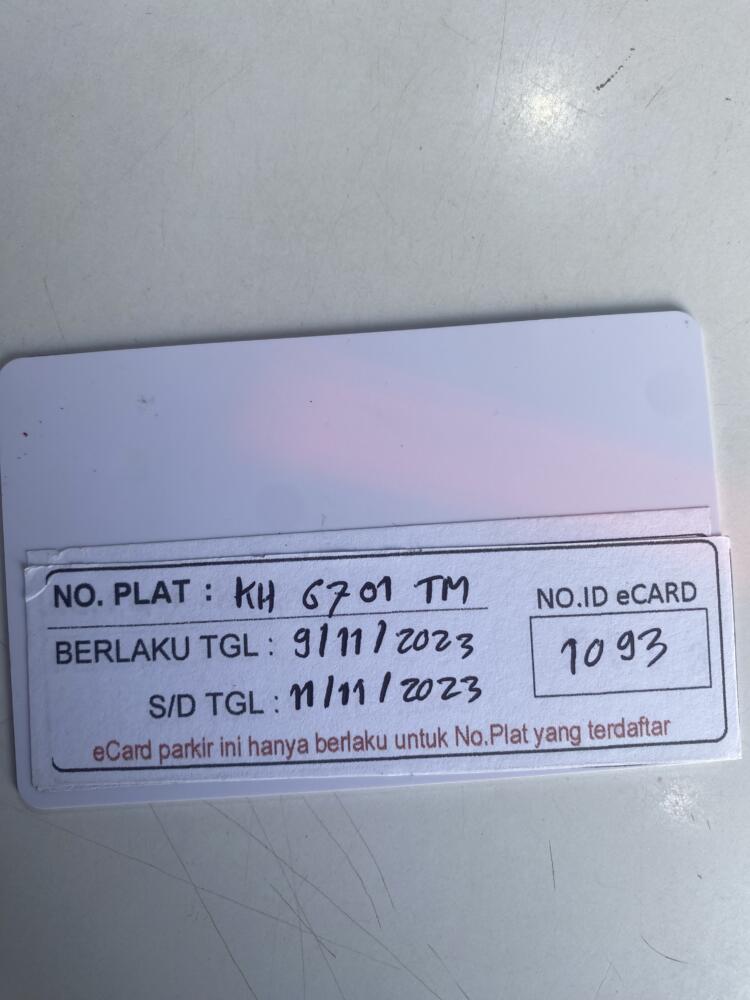 NO. PLAT : KH 6701 TM
NO.ID eCARD
BERLAKU TGL : 9/11/2023
1093
S/D TGL : 11/11/2023
eCard parkir ini hanya berlaku untuk No.Plat yang terdaftar